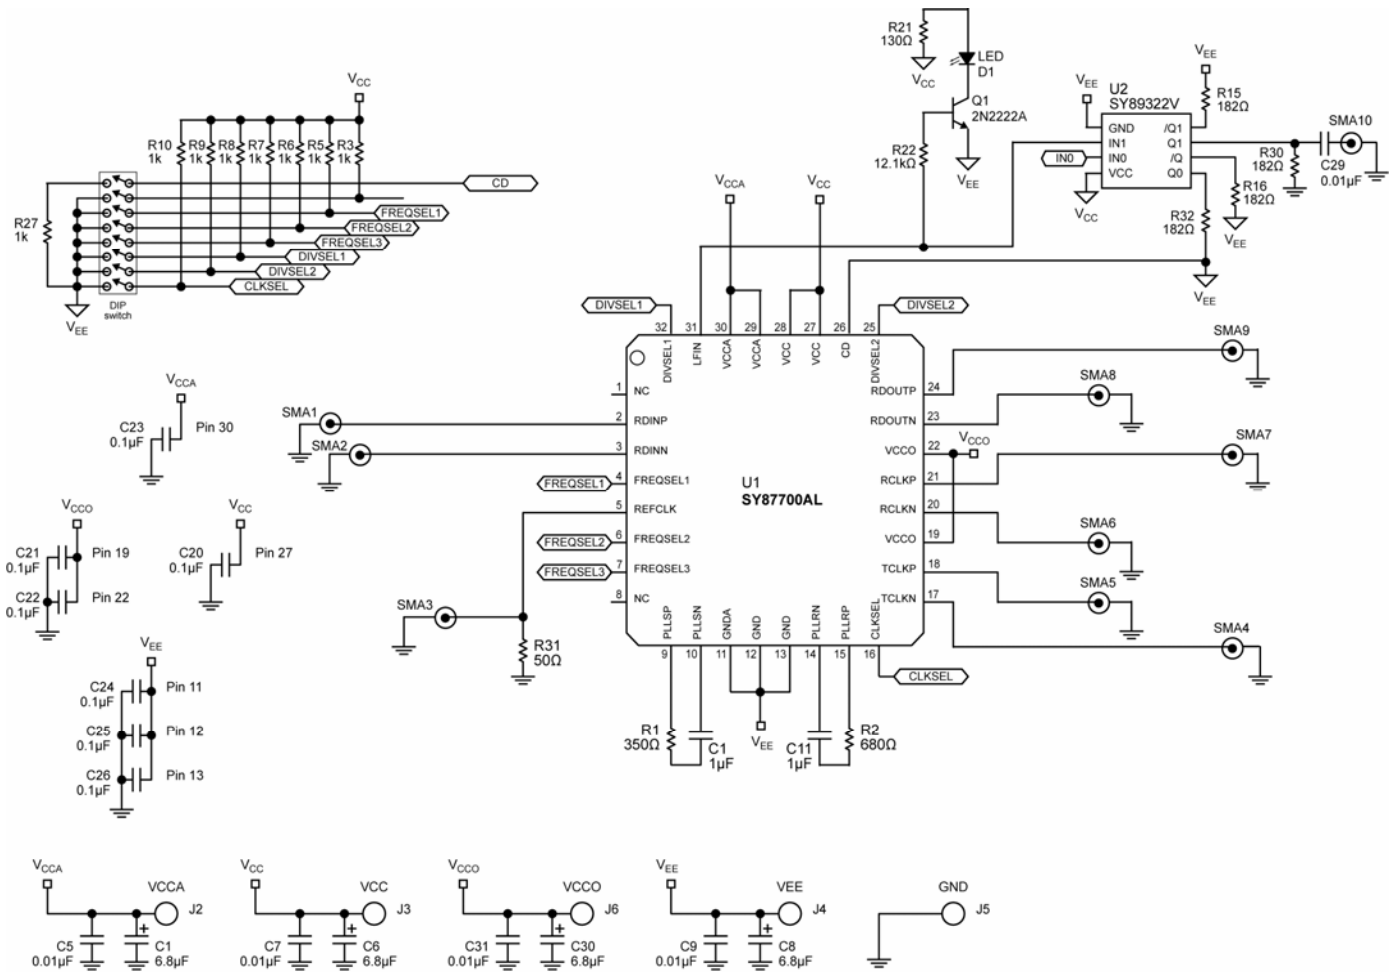 R21
130Ω
VCC
LED
D1
Q1
2N2222A
R22
12.1kΩ
VEE
VEE
U2
SY89322V
GND
IN1
IN0
VCC
/Q1
Q1
/Q
Q0
IN0
VCC
VEE
R15
182Ω
SMA10
R30
182Ω
C29
0.01µF
R16
182Ω
VEE
R32
182Ω
VEE
VCC
R10
1k
R9
1k
R8
1k
R7
1k
R6
1k
R5
1k
R3
1k
R27
1k
CD
FREQSEL1
FREQSEL2
FREQSEL3
DIVSEL1
DIVSEL2
CLKSEL
DIP
switch
VEE
VCCA
VCC
DIVSEL1
DIVSEL2
32 31 30 29 28 27 26 25
DIVSEL1
LFIN
VCCA
VCCA
VCC
VCC
CD
DIVSEL2
1 NC
2 RDINP
3 RDINN
4 FREQSEL1
5 REFCLK
6 FREQSEL2
7 FREQSEL3
8 NC
U1
SY87700AL
RDOUTP 24
RDOUTN 23
VCCO 22
RCLKP 21
RCLKN 20
VCCO 19
TCLKP 18
TCLKN 17
PLLSP
PLLSN
GNDA
GND
GND
PLLRN
PLLRP
CLKSEL
9 10 11 12 13 14 15 16
SMA1
SMA2
FREQSEL1
FREQSEL2
FREQSEL3
SMA3
R31
50Ω
SMA9
SMA8
VCCO
SMA7
SMA6
SMA5
SMA4
CLKSEL
R1
350Ω
C1
1µF
VEE
C11
1µF
R2
680Ω
VCCA
C23
0.1µF
Pin 30
VCCO
C21
0.1µF
Pin 19
C22
0.1µF
Pin 22
VCC
C20
0.1µF
Pin 27
VEE
C24
0.1µF
Pin 11
C25
0.1µF
Pin 12
C26
0.1µF
Pin 13
VCCA
VCCA
J2
C5
0.01µF
+
C1
6.8µF
VCC
VCC
J3
C7
0.01µF
+
C6
6.8µF
VCCO
VCCO
J6
C31
0.01µF
+
C30
6.8µF
VEE
VEE
J4
C9
0.01µF
+
C8
6.8µF
GND
J5